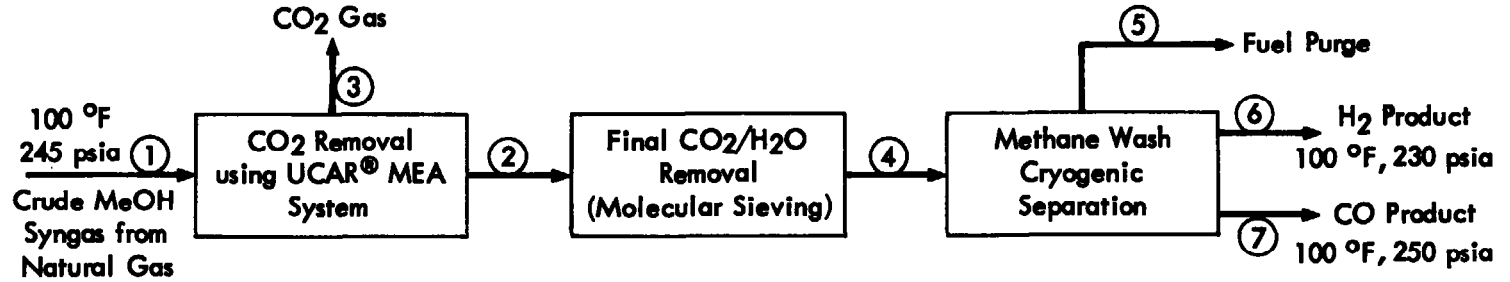 CO2 Gas
3
100 °F
245 psia
1
Crude MeOH
Syngas from
Natural Gas
CO2 Removal
using UCAR® MEA
System
2
Final CO2/H2O
Removal
(Molecular Sieving)
4
Methane Wash
Cryogenic
Separation
5
Fuel Purge
6
H2 Product
100 °F, 230 psia
7
CO Product
100 °F, 250 psia